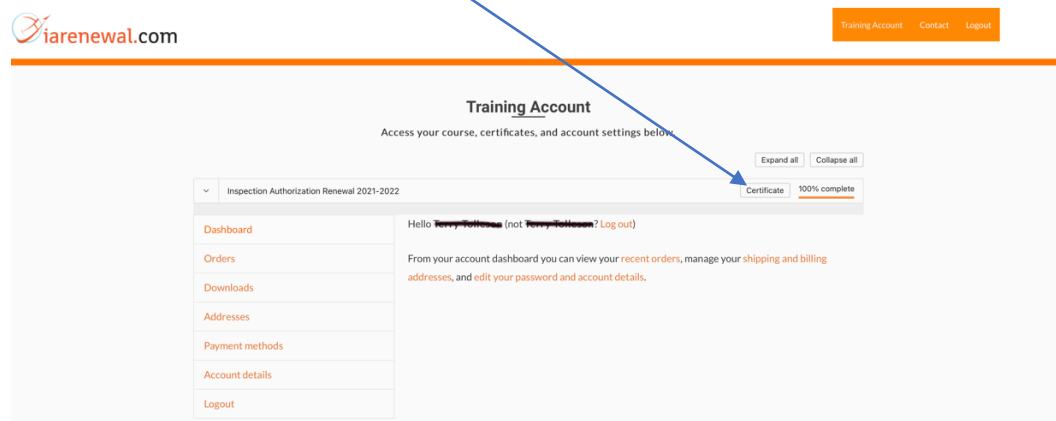 iarenewal.com
Training Account Contact Logout
Training Account
Access your course, certificates, and account settings below.
Expand all Collapse all
Inspection Authorization Renewal 2021-2022 Certificate 100% complete
Dashboard
Orders
Downloads
Addresses
Payment methods
Account details
Logout
Hello (not ? Log out)
From your account dashboard you can view your recent orders, manage your shipping and billing
addresses, and edit your password and account details.